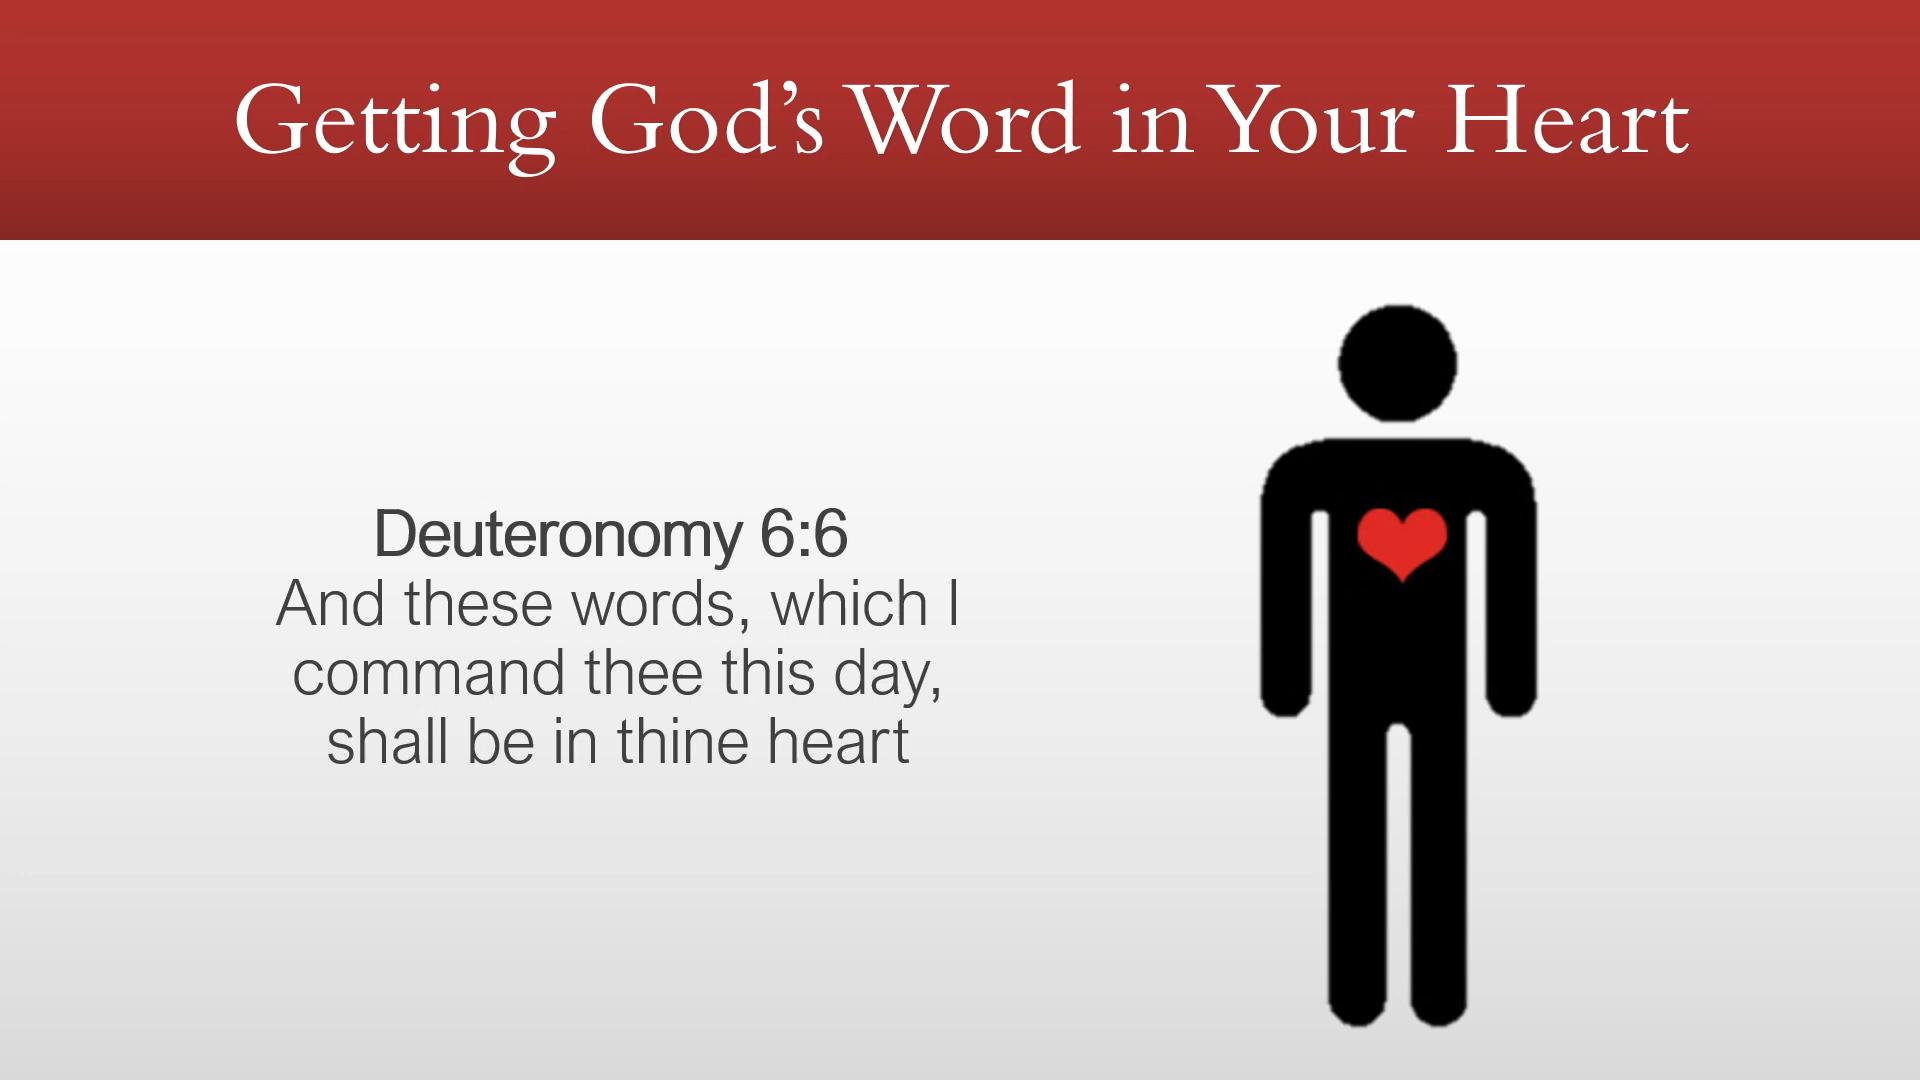 Getting God’s Word in Your Heart
Deuteronomy 6:6
And these words, which I
command thee this day,
shall be in thine heart